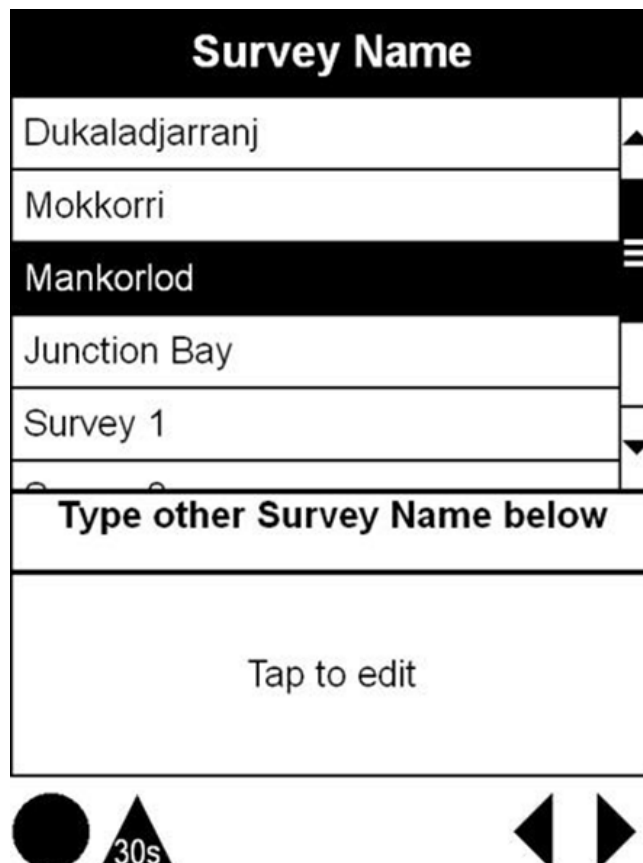 Survey Name
Dukaladjarranj
Mokkorri
Mankorlod
Junction Bay
Survey 1
Type other Survey Name below
Tap to edit
30s